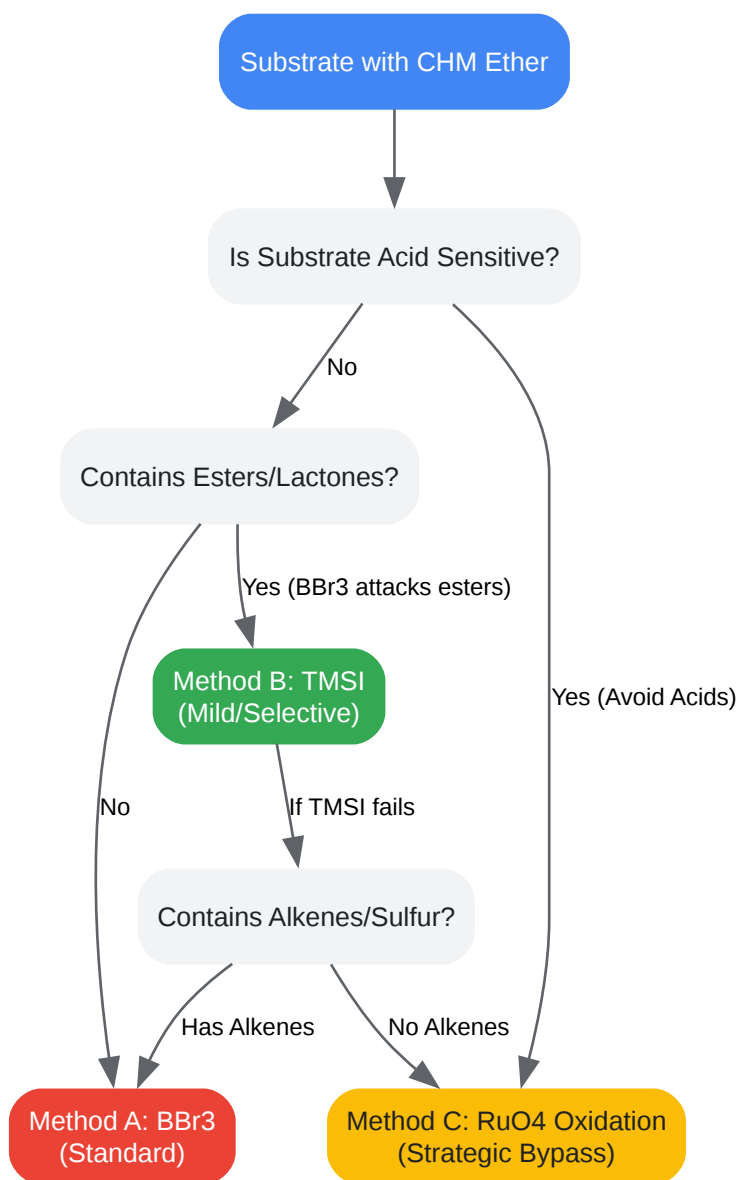 Substrate with CHM Ether
Is Substrate Acid Sensitive?
No
Contains Esters/Lactones?
Yes (BBr3 attacks esters)
Method B: TMSI
(Mild/Selective)
Yes (Avoid Acids)
No
If TMSI fails
Contains Alkenes/Sulfur?
Has Alkenes
No Alkenes
Method A: BBr3
(Standard)
Method C: RuO4 Oxidation
(Strategic Bypass)